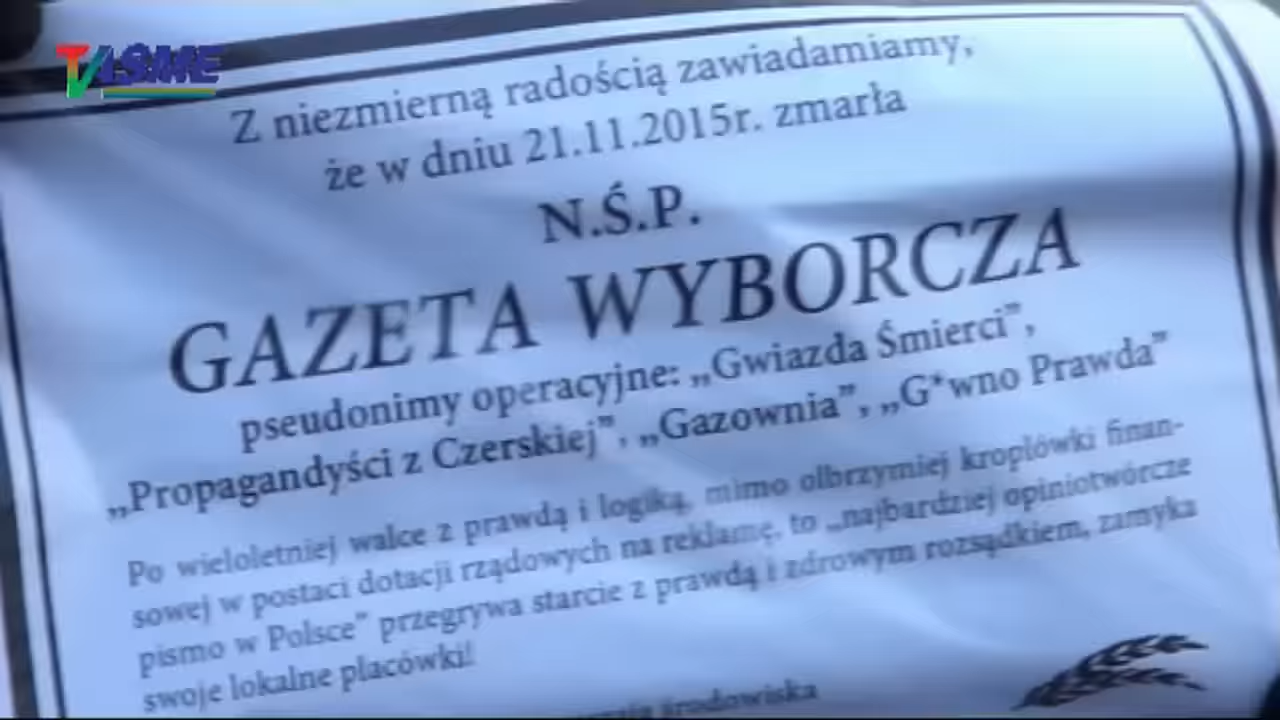 TVASME
Z niezmierną radością zawiadamiamy,
że w dniu 21.11.2015r. zmarła
N.Ś.P.
GAZETA WYBORCZA
pseudonimy operacyjne: „Gwiazda Śmierci”,
„Propagandyści z Czerskiej”, „Gazownia”, „G*wno Prawda”
Po wieloletniej walce z prawdą i logiką, mimo olbrzymiej kroplówki finan-
sowej w postaci dotacji rządowych na reklamę, to „najbardziej opiniotwórcze
pismo w Polsce” przegrywa starcie z prawdą i zdrowym rozsądkiem, zamyka
swoje lokalne placówki!
środowiska